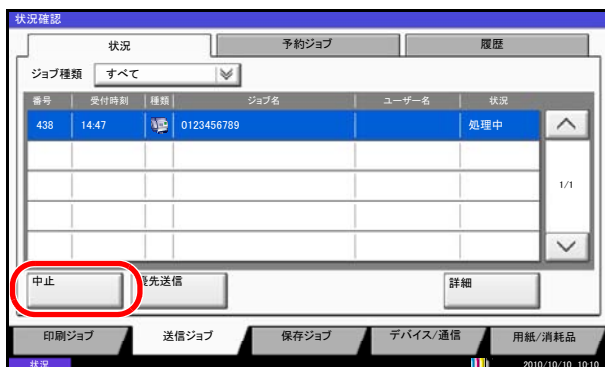 状況確認
状況 予約ジョブ 履歴
ジョブ種類 すべて
番号 受付時刻 種類 ジョブ名 ユーザー名 状況
438 14:47 0123456789 処理中
1/1
中止 優先送信 詳細
印刷ジョブ 送信ジョブ 保存ジョブ デバイス/通信 用紙/消耗品
状況 2010/10/10 10:10